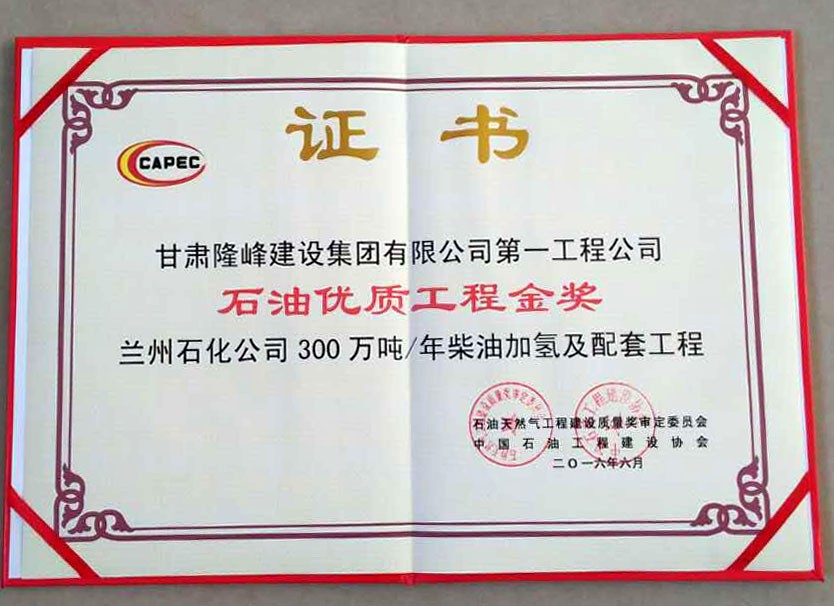 证书
CAPEC
甘肃隆峰建设集团有限公司第一工程公司
石油优质工程金奖
兰州石化公司300万吨/年柴油加氢及配套工程
石油天然气工程建设质量奖审定委员会
中国石油工程建设协会
二〇一六年六月